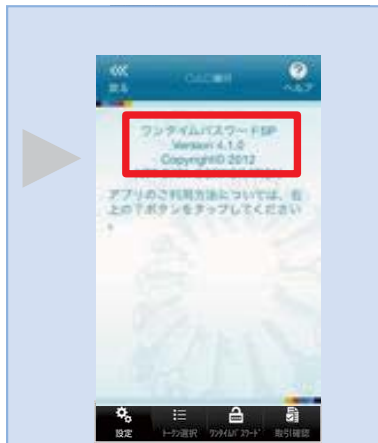 戻る
ヘルプ
ワンタイムパスワードSP
Version 4.1.0
Copyright© 2012
アプリのご利用方法については、右
上の?ボタンをタップしてください
。
設定
トークン選択
ワンタイムパスワード
取引確認